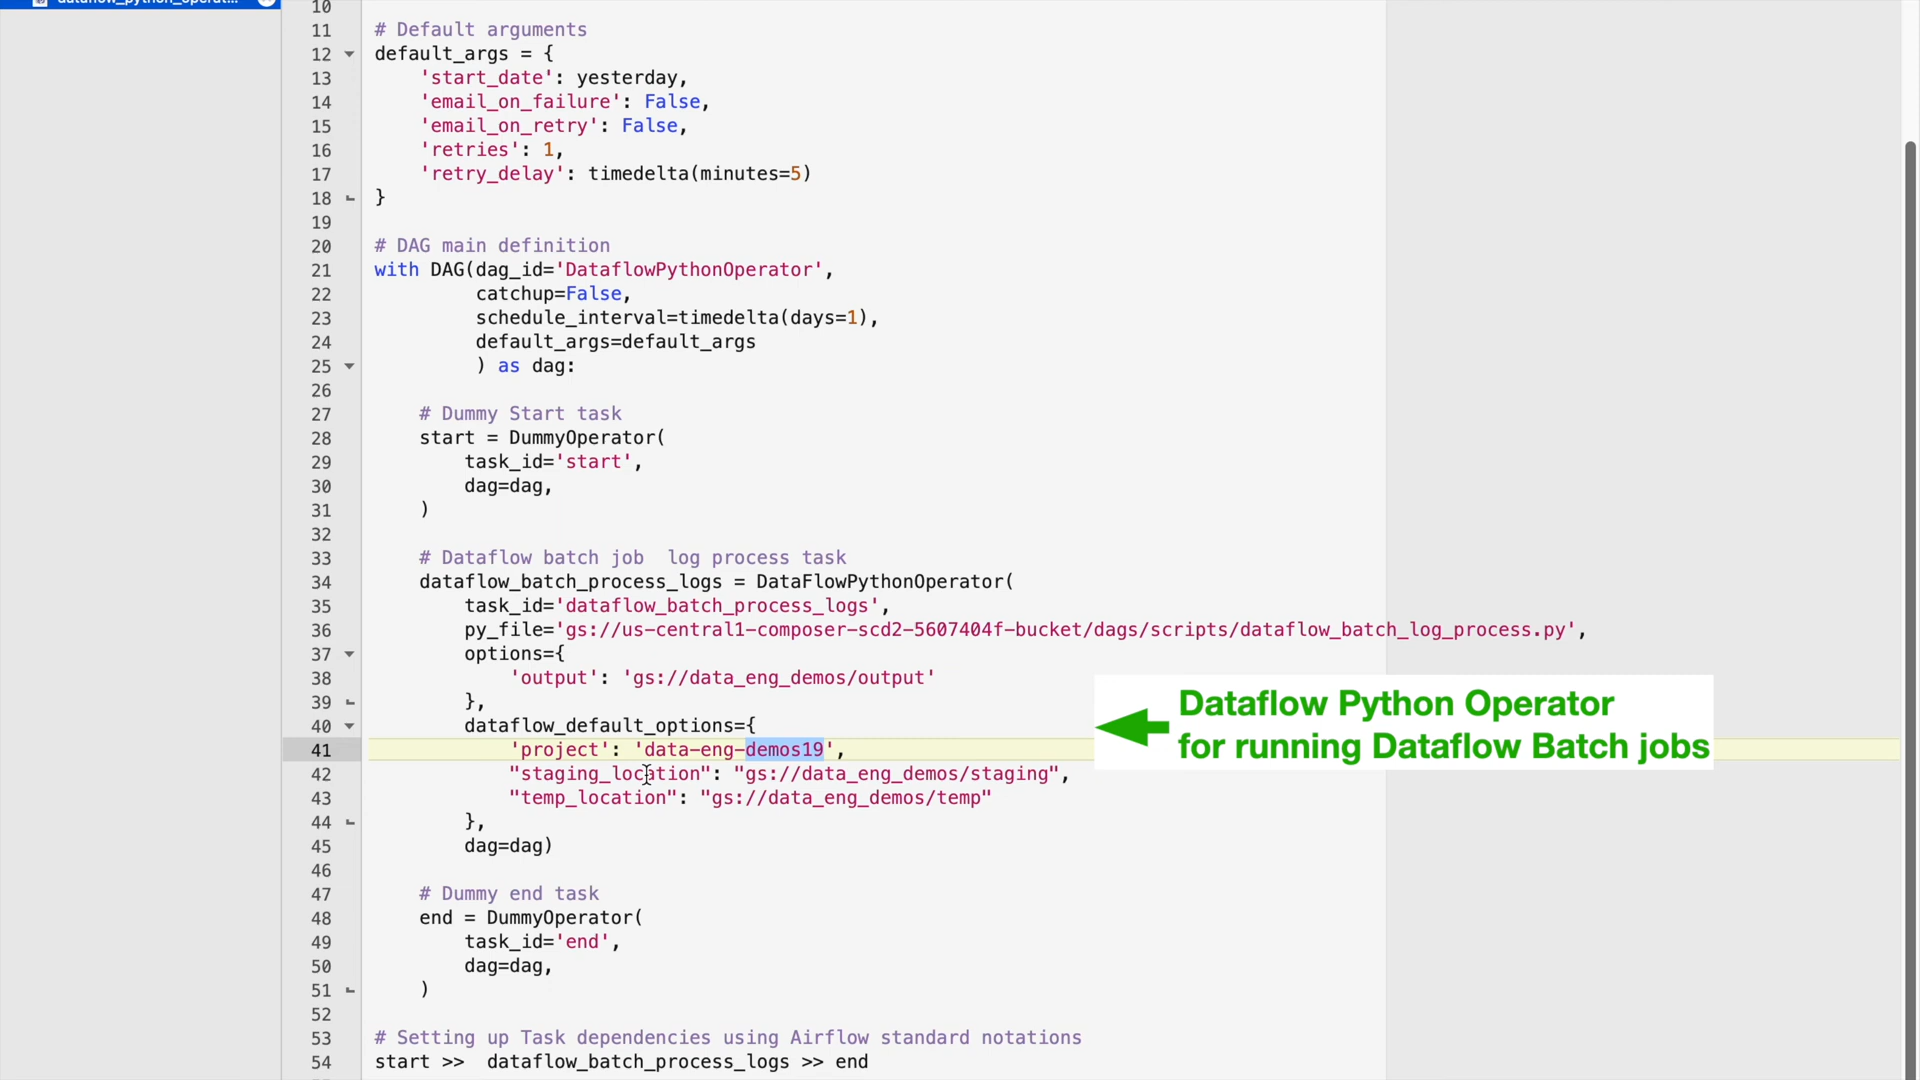 dataflow_python_operat...
10
11 # Default arguments
12 default_args = {
13 'start_date': yesterday,
14 'email_on_failure': False,
15 'email_on_retry': False,
16 'retries': 1,
17 'retry_delay': timedelta(minutes=5)
18 }
19
20 # DAG main definition
21 with DAG(dag_id='DataflowPythonOperator',
22 catchup=False,
23 schedule_interval=timedelta(days=1),
24 default_args=default_args
25 ) as dag:
26
27 # Dummy Start task
28 start = DummyOperator(
29 task_id='start',
30 dag=dag,
31 )
32
33 # Dataflow batch job  log process task
34 dataflow_batch_process_logs = DataFlowPythonOperator(
35 task_id='dataflow_batch_process_logs',
36 py_file='gs://us-central1-composer-scd2-5607404f-bucket/dags/scripts/dataflow_batch_log_process.py',
37 options={
38 'output': 'gs://data_eng_demos/output'
39 },
40 dataflow_default_options={
41 'project': 'data-eng-demos19',
42 "staging_location": "gs://data_eng_demos/staging",
43 "temp_location": "gs://data_eng_demos/temp"
44 },
45 dag=dag)
46
47 # Dummy end task
48 end = DummyOperator(
49 task_id='end',
50 dag=dag,
51 )
52
53 # Setting up Task dependencies using Airflow standard notations
54 start >>  dataflow_batch_process_logs >> end
Dataflow Python Operator
for running Dataflow Batch jobs